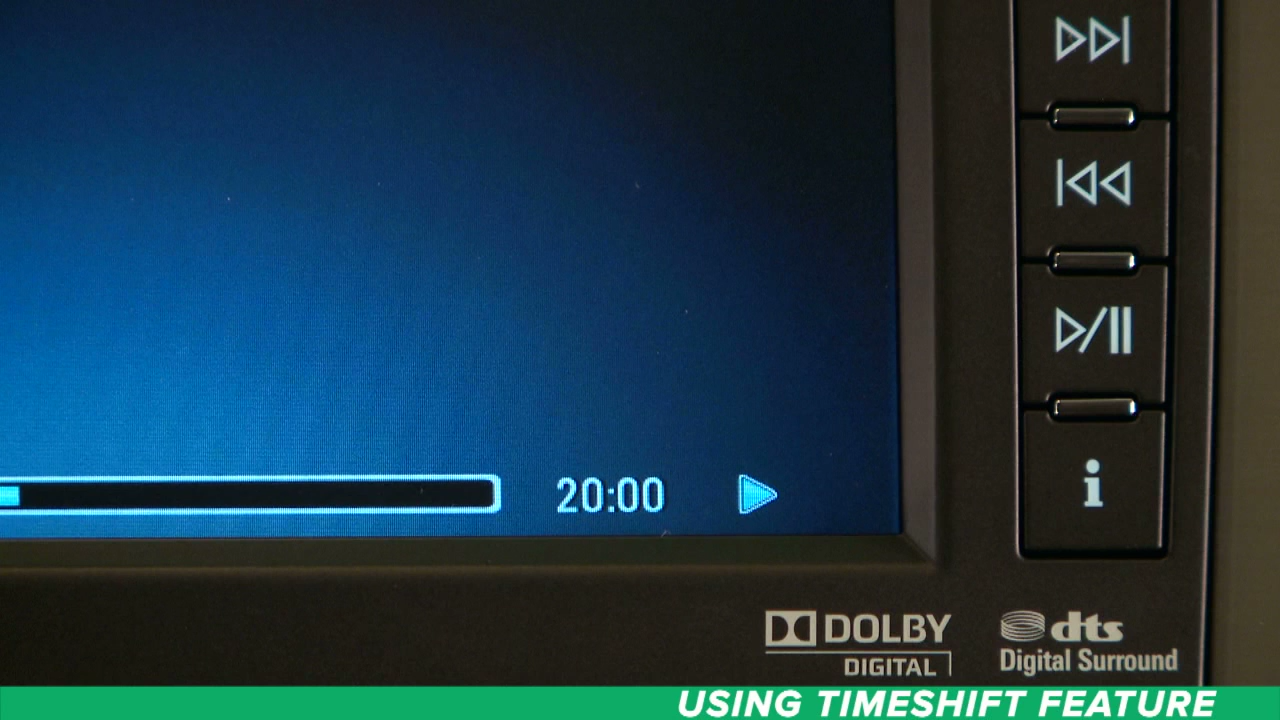 20:00
i
DOLBY
DIGITAL
dts
Digital Surround
USING TIMESHIFT FEATURE